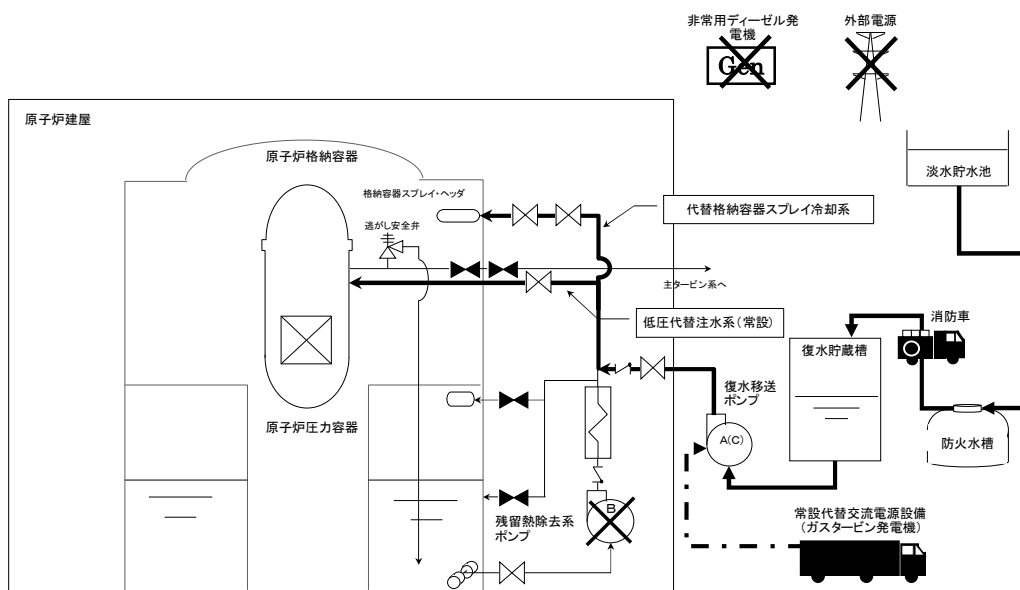 非常用ディーゼル発
電機
Gen
外部電源
原子炉建屋
原子炉格納容器
淡水貯水池
格納容器スプレイ・ヘッダ
代替格納容器スプレイ冷却系
逃がし安全弁
主タービン系へ
低圧代替注水系（常設）
消防車
復水貯蔵槽
復水移送
ポンプ
原子炉圧力容器
A(C)
防火水槽
B
残留熱除去系
ポンプ
常設代替交流電源設備
（ガスタービン発電機）